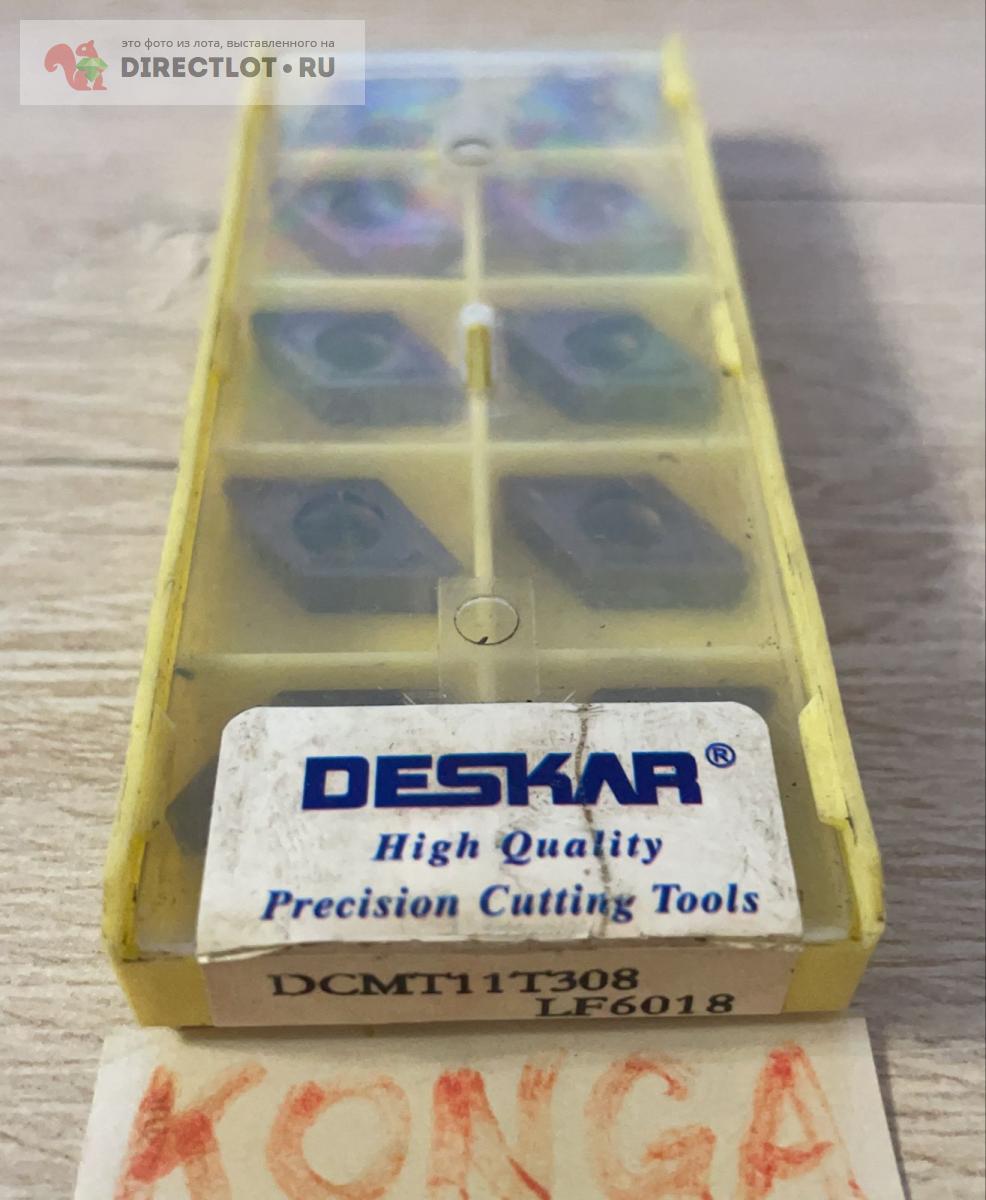 это фото из лота, выставленного на
DIRECTLOT•RU
DESKAR®
High Quality
Precision Cutting Tools
DCMT11T308
LF6018
KONGA